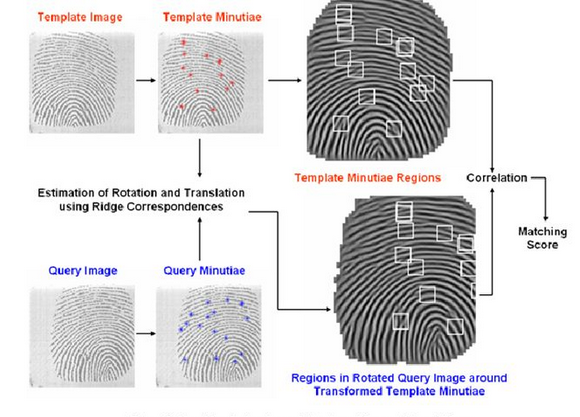 Template Image
Template Minutiae
Template Minutiae Regions
Correlation
Estimation of Rotation and Translation
using Ridge Correspondences
Matching
Score
Query Image
Query Minutiae
Regions in Rotated Query Image around
Transformed Template Minutiae